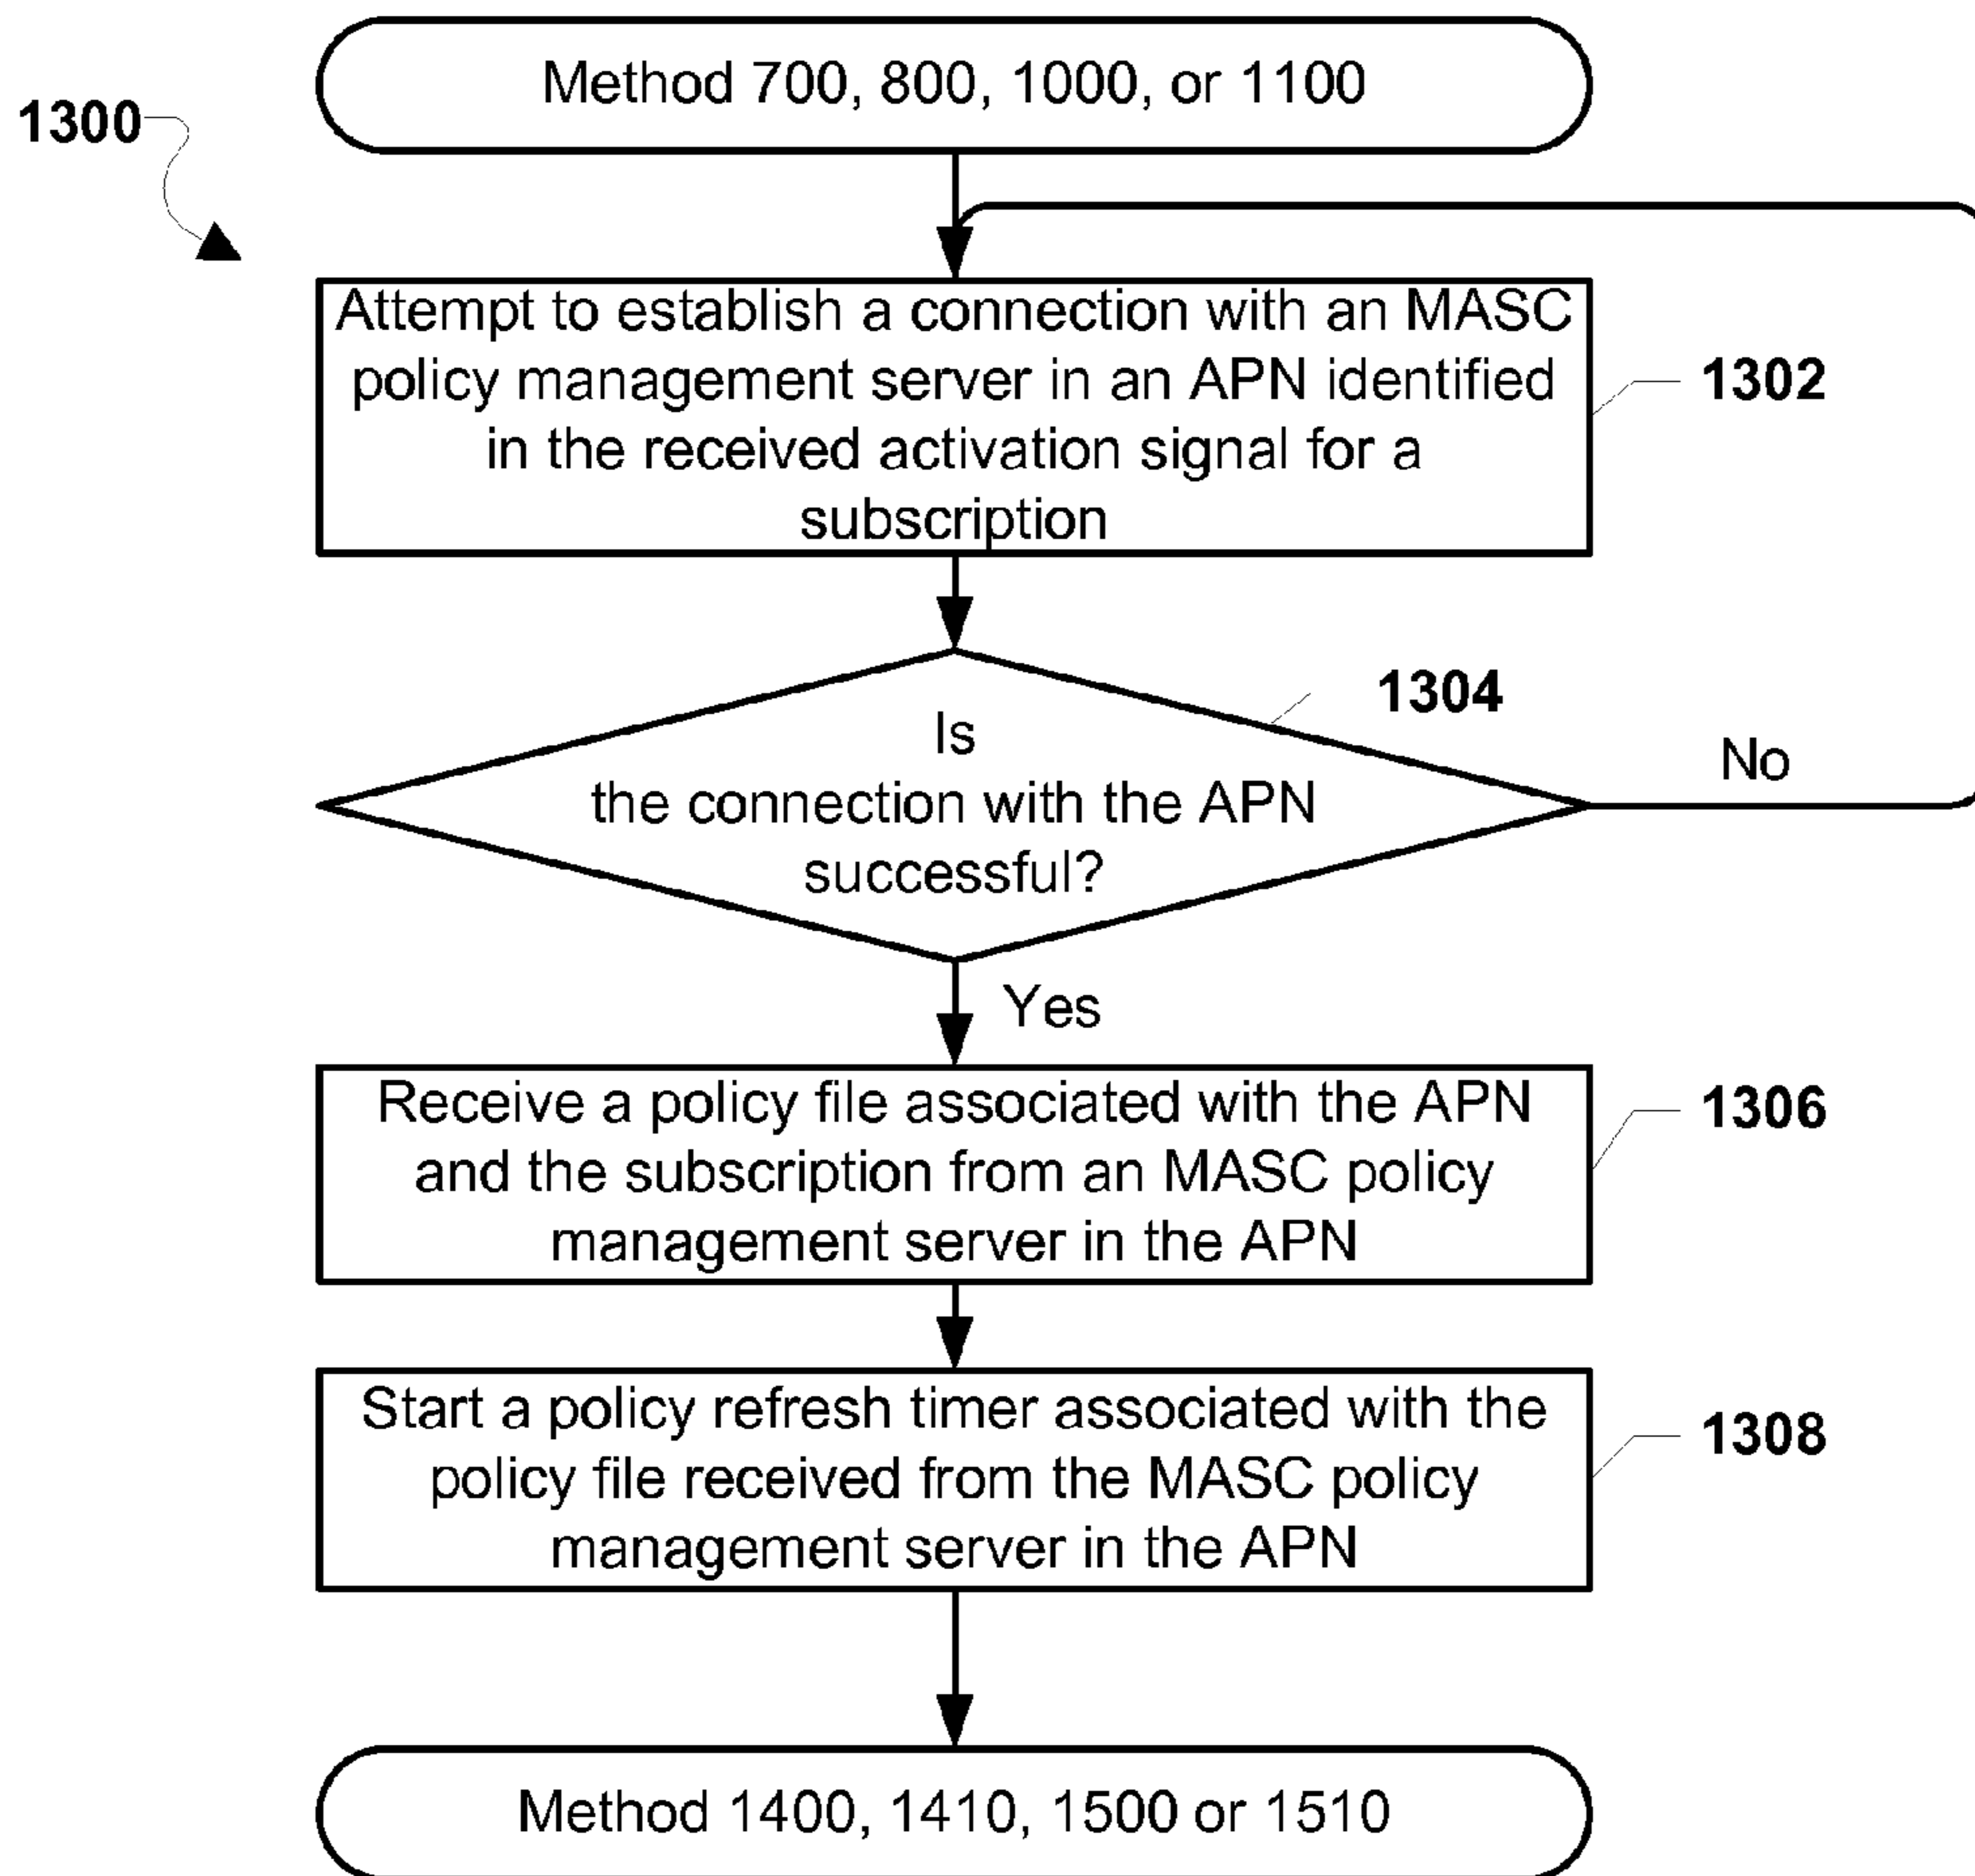 Method 700, 800, 1000, or 1100
1300
Attempt to establish a connection with an MASC
policy management server in an APN identified
in the received activation signal for a
subscription
1302
1304
Is
the connection with the APN
successful?
No
Yes
Receive a policy file associated with the APN
and the subscription from an MASC policy
management server in the APN
1306
Start a policy refresh timer associated with the
policy file received from the MASC policy
management server in the APN
1308
Method 1400, 1410, 1500 or 1510